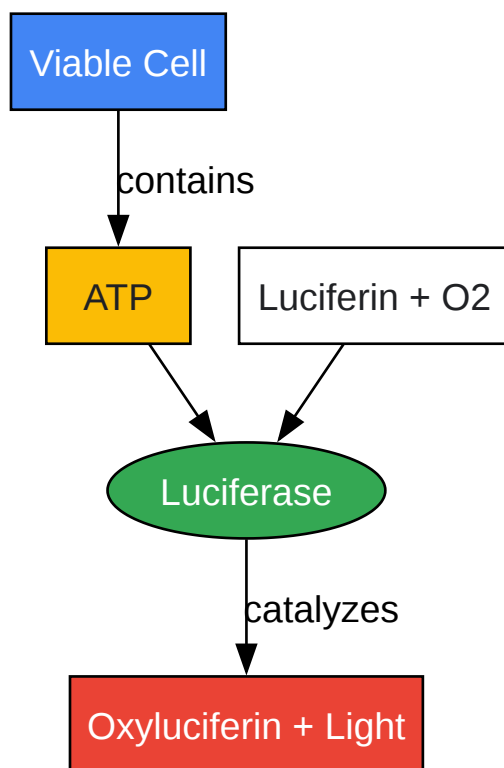 Viable Cell
contains
ATP
Luciferin + O2
Luciferase
catalyzes
Oxyluciferin + Light